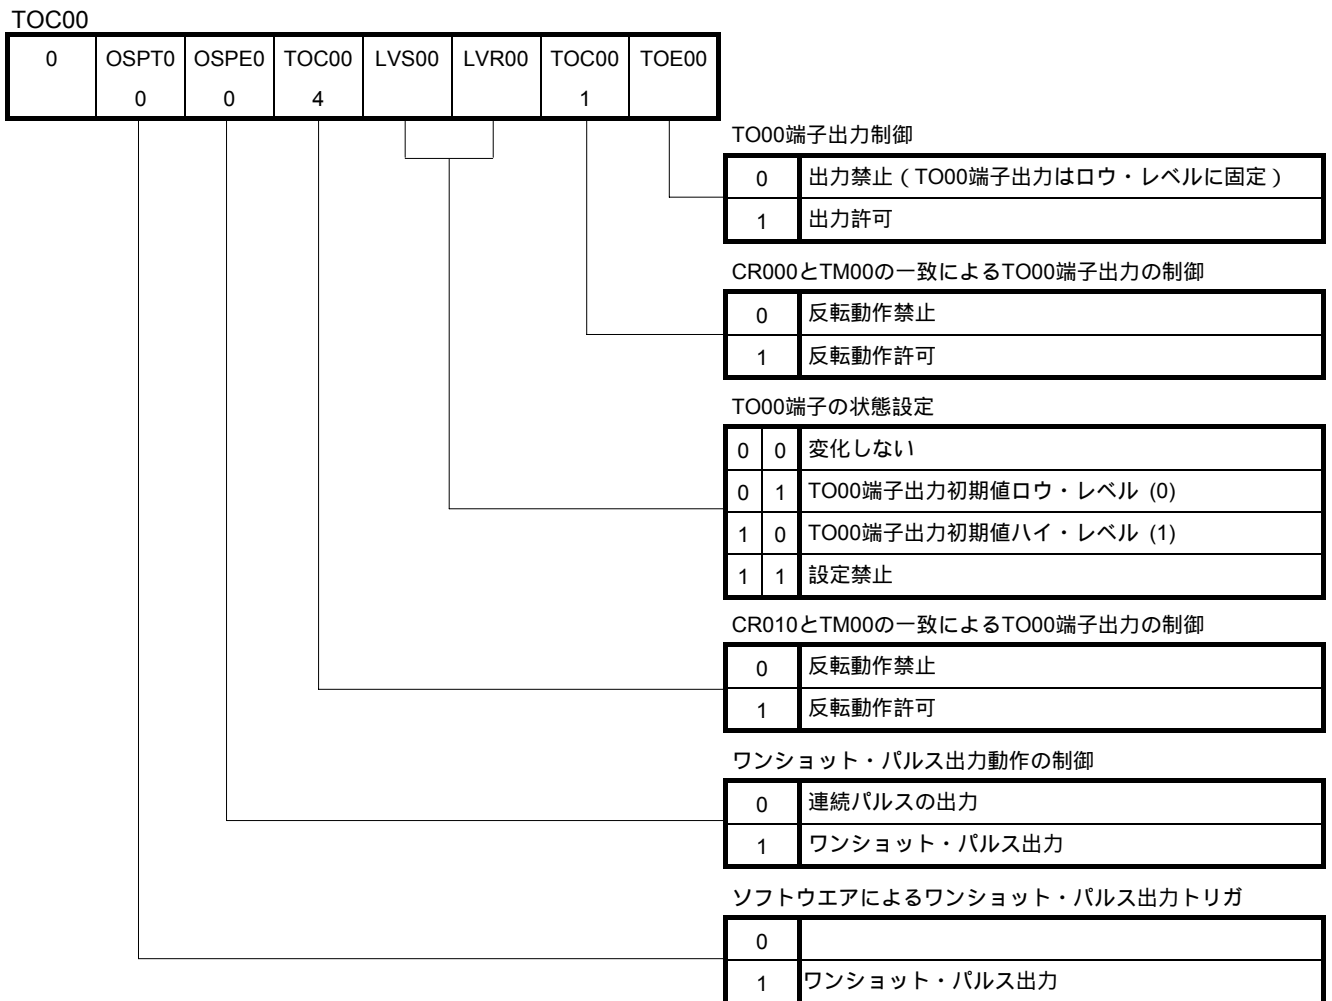 TOC00
0 OSPT0 OSPE0 TOC00 LVS00 LVR00 TOC00 TOE00
0 0 4 1
TO00端子出力制御
0 出力禁止(TO00端子出力はロウ・レベルに固定)
1 出力許可
CR000とTM00の一致によるTO00端子出力の制御
0 反転動作禁止
1 反転動作許可
TO00端子の状態設定
0 0 変化しない
0 1 TO00端子出力初期値ロウ・レベル (0)
1 0 TO00端子出力初期値ハイ・レベル (1)
1 1 設定禁止
CR010とTM00の一致によるTO00端子出力の制御
0 反転動作禁止
1 反転動作許可
ワンショット・パルス出力動作の制御
0 連続パルスの出力
1 ワンショット・パルス出力
ソフトウエアによるワンショット・パルス出力トリガ
0
1 ワンショット・パルス出力